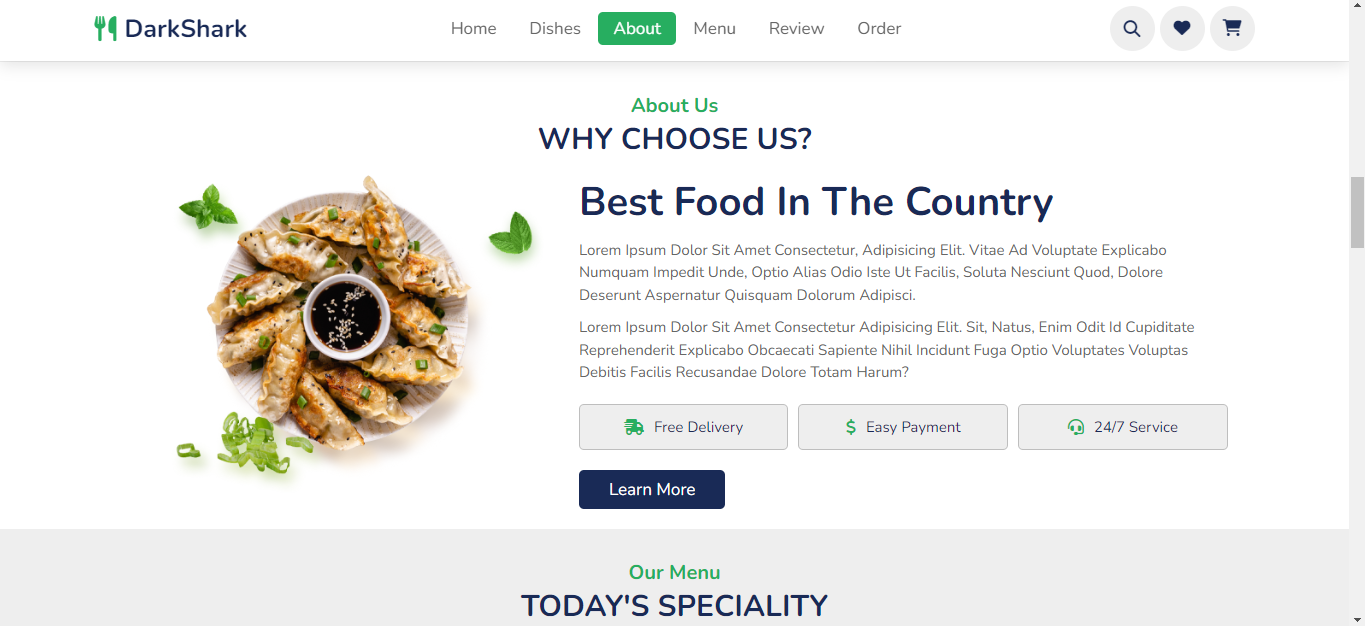 DarkShark
Home Dishes About Menu Review Order
About Us
WHY CHOOSE US?
Best Food In The Country
Lorem Ipsum Dolor Sit Amet Consectetur, Adipisicing Elit. Vitae Ad Voluptate Explicabo
Numquam Impedit Unde, Optio Alias Odio Iste Ut Facilis, Soluta Nesciunt Quod, Dolore
Deserunt Aspernatur Quisquam Dolorum Adipisci.
Lorem Ipsum Dolor Sit Amet Consectetur Adipisicing Elit. Sit, Natus, Enim Odit Id Cupiditate
Reprehenderit Explicabo Obcaecati Sapiente Nihil Incidunt Fuga Optio Voluptates Voluptas
Debitis Facilis Recusandae Dolore Totam Harum?
Free Delivery
$ Easy Payment
24/7 Service
Learn More
Our Menu
TODAY'S SPECIALITY